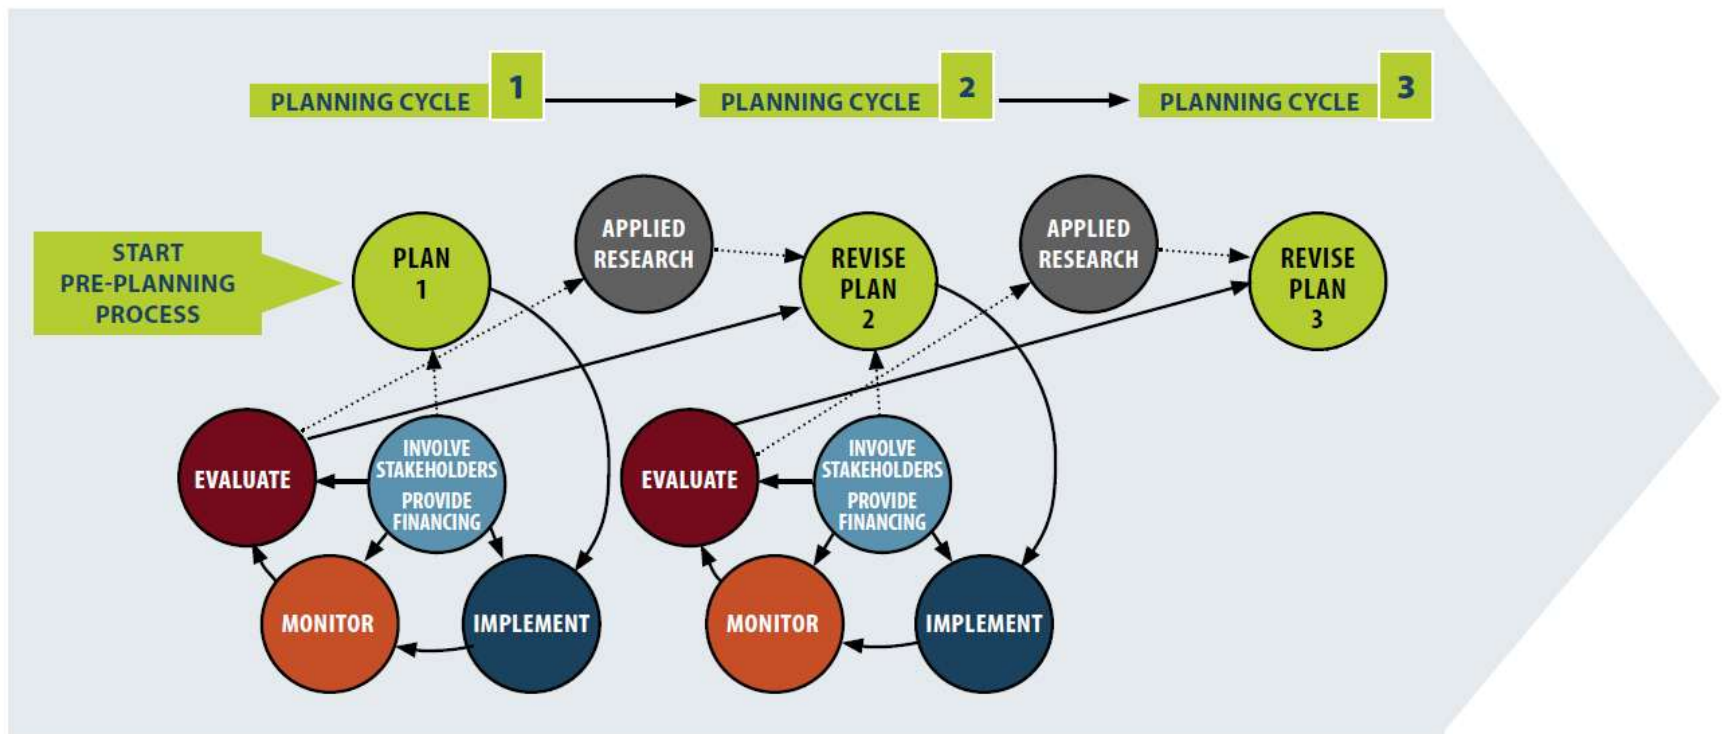 PLANNING CYCLE 1
PLANNING CYCLE 2
PLANNING CYCLE 3
START
PRE-PLANNING
PROCESS
PLAN
1
APPLIED
RESEARCH
REVISE
PLAN
2
APPLIED
RESEARCH
REVISE
PLAN
3
EVALUATE
INVOLVE
STAKEHOLDERS
PROVIDE
FINANCING
MONITOR
IMPLEMENT
EVALUATE
INVOLVE
STAKEHOLDERS
PROVIDE
FINANCING
MONITOR
IMPLEMENT